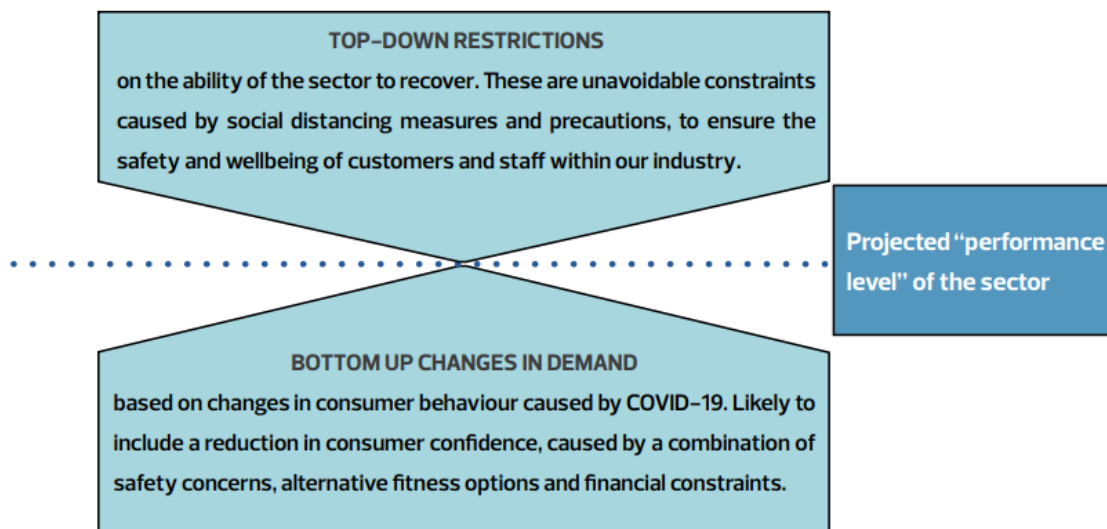 TOP-DOWN RESTRICTIONS
on the ability of the sector to recover. These are unavoidable constraints
caused by social distancing measures and precautions, to ensure the
safety and wellbeing of customers and staff within our industry.
Projected “performance
level” of the sector
BOTTOM UP CHANGES IN DEMAND
based on changes in consumer behaviour caused by COVID-19. Likely to
include a reduction in consumer confidence, caused by a combination of
safety concerns, alternative fitness options and financial constraints.